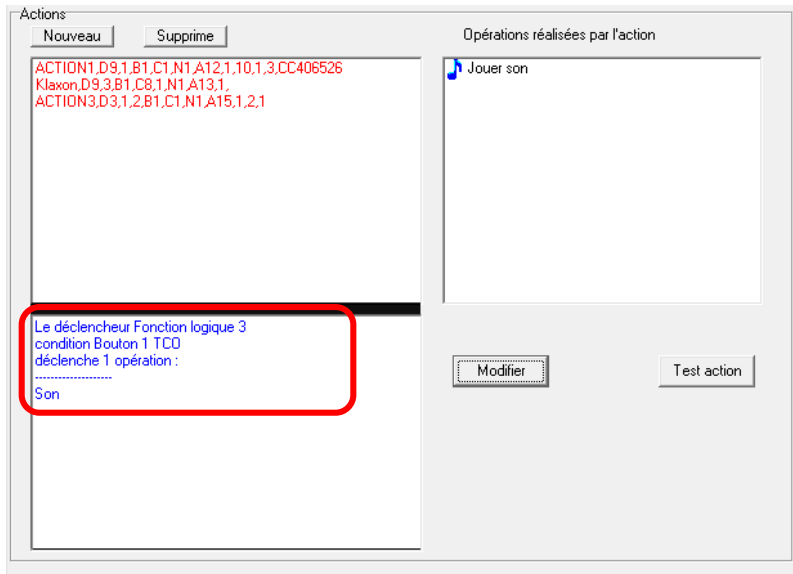 Actions
Nouveau
Supprime
Opérations réalisées par l'action
ACTION1,D9,1,B1,C1,N1,A12,1,10,1,3,CC406526
Klaxon,D9,3,B1,C8,1,N1,A13,1,
ACTION3,D3,1,2,B1,C1,N1,A15,1,2,1
Jouer son
Le déclencheur Fonction logique 3
condition Bouton 1 TCO
déclenche 1 opération :
--------------------
Son
Modifier
Test action